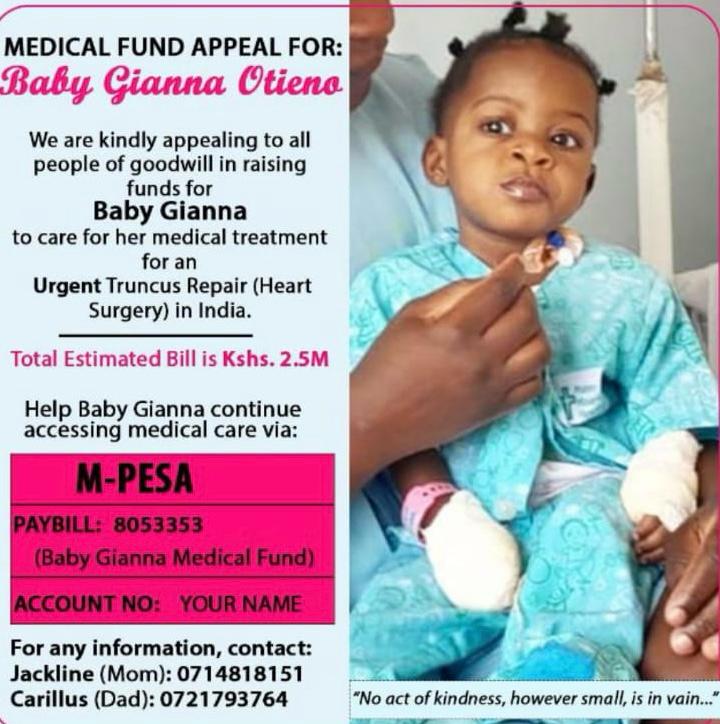 MEDICAL FUND APPEAL FOR:
Baby Gianna Otieno
We are kindly appealing to all
people of goodwill in raising
funds for
Baby Gianna
to care for her medical treatment
for an
Urgent Truncus Repair (Heart
Surgery) in India.
Total Estimated Bill is Kshs. 2.5M
Help Baby Gianna continue
accessing medical care via:
M-PESA
PAYBILL: 8053353
(Baby Gianna Medical Fund)
ACCOUNT NO: YOUR NAME
For any information, contact:
Jackline (Mom): 0714818151
Carillus (Dad): 0721793764
"No act of kindness, however small, is in vain..."